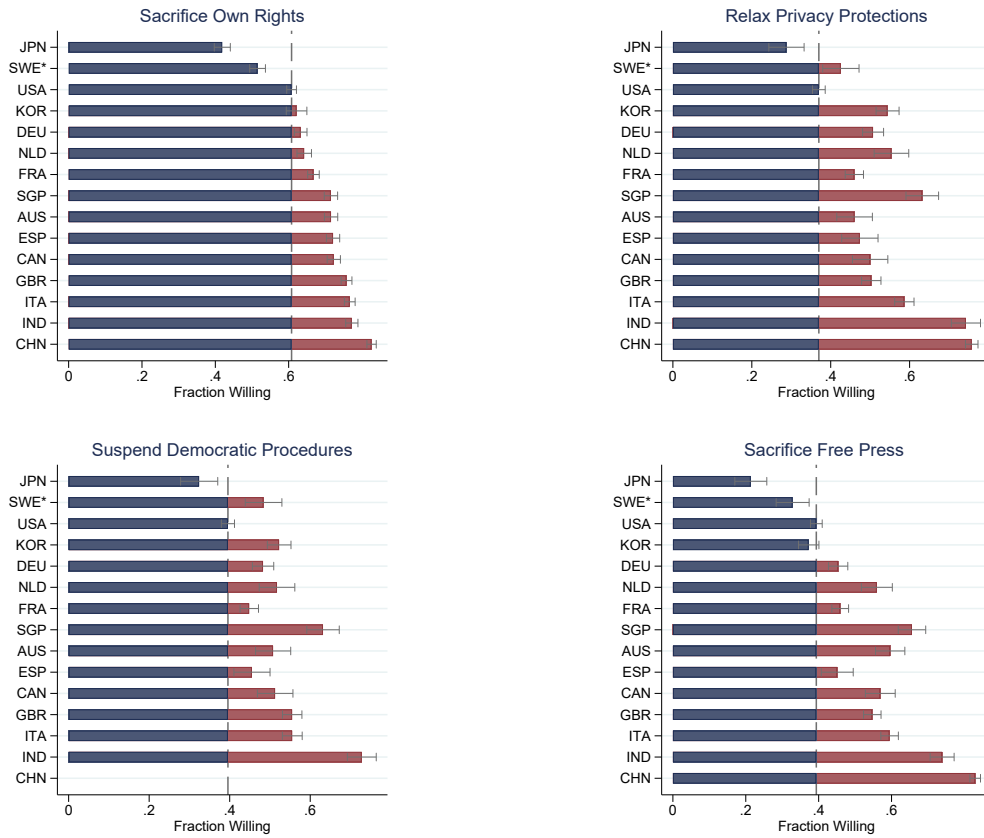 Sacrifice Own Rights
JPN
SWE*
USA
KOR
DEU
NLD
FRA
SGP
AUS
ESP
CAN
GBR
ITA
IND
CHN
0 .2 .4 .6
Fraction Willing
Relax Privacy Protections
JPN
SWE*
USA
KOR
DEU
NLD
FRA
SGP
AUS
ESP
CAN
GBR
ITA
IND
CHN
0 .2 .4 .6
Fraction Willing
Suspend Democratic Procedures
JPN
SWE*
USA
KOR
DEU
NLD
FRA
SGP
AUS
ESP
CAN
GBR
ITA
IND
CHN
0 .2 .4 .6
Fraction Willing
Sacrifice Free Press
JPN
SWE*
USA
KOR
DEU
NLD
FRA
SGP
AUS
ESP
CAN
GBR
ITA
IND
CHN
0 .2 .4 .6
Fraction Willing